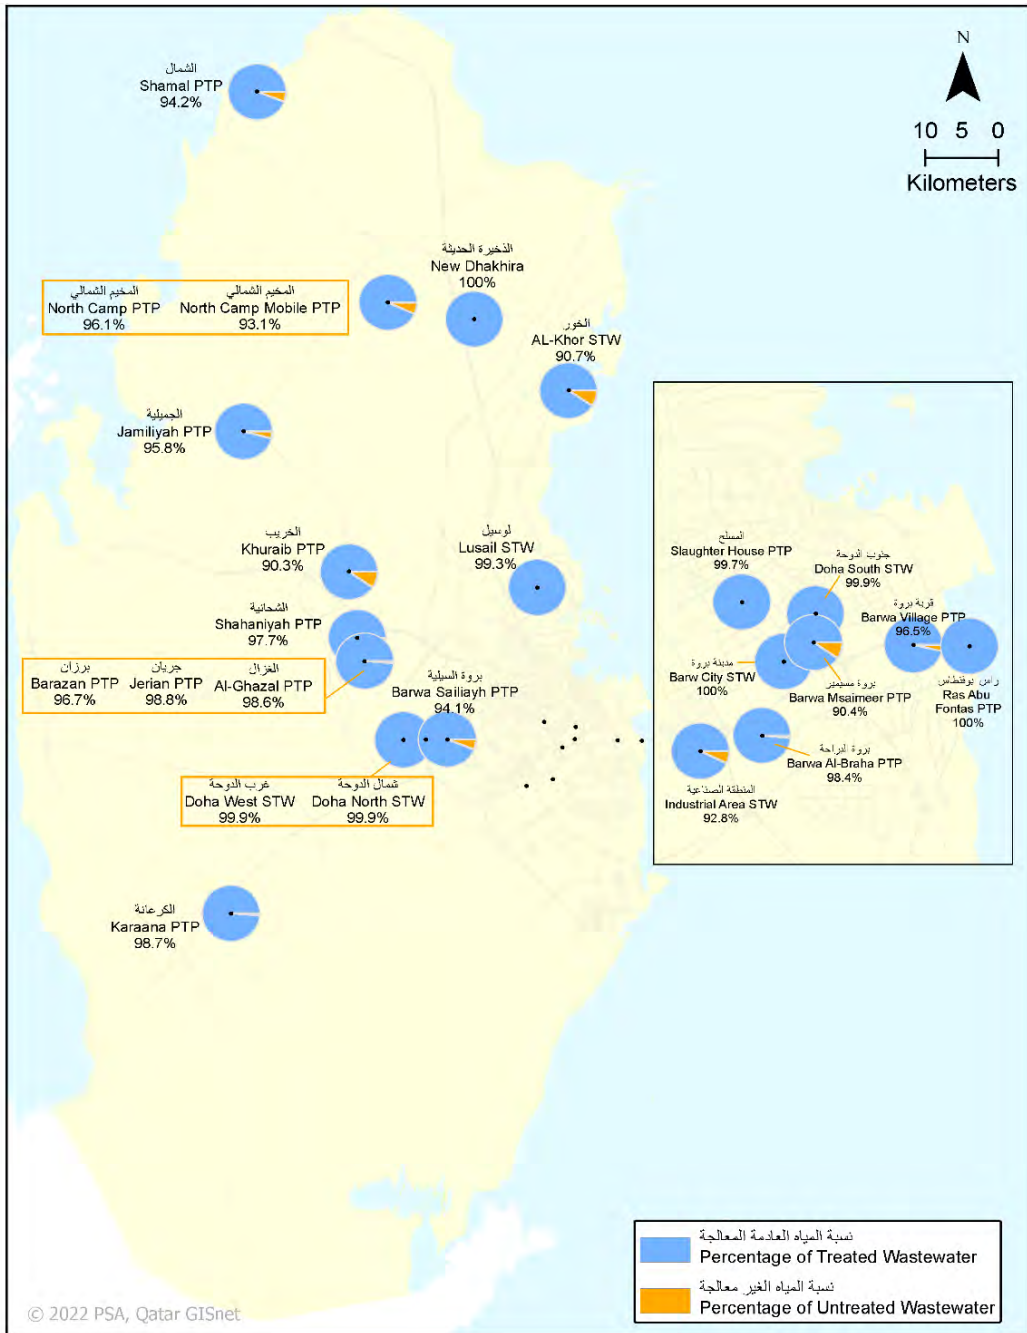 الشمال
Shamal PTP
94.2%
N
10 5 0
Kilometers
الذخيرة الحديثة
New Dhakhira
100%
المخيم الشمالي
North Camp PTP
96.1%
المخيم الشمالي
North Camp Mobile PTP
93.1%
الخور
AL-Khor STW
90.7%
الجميلية
Jamiliyah PTP
95.8%
الخريب
Khuraib PTP
90.3%
لوسيل
Lusail STW
99.3%
الشحانية
Shahaniyah PTP
97.7%
برزان
Barazan PTP
96.7%
جريان
Jerian PTP
98.8%
الغزال
Al-Ghazal PTP
98.6%
بروة السيلية
Barwa Sailiayh PTP
94.1%
غرب الدوحة
Doha West STW
99.9%
شمال الدوحة
Doha North STW
99.9%
الكرعانة
Karaana PTP
98.7%
المسلخ
Slaughter House PTP
99.7%
جنوب الدوحة
Doha South STW
99.9%
قرية بروة
Barwa Village PTP
96.5%
مدينة بروة
Barw City STW
100%
بروة مسيمير
Barwa Msaimeer PTP
90.4%
راس بوفنطاس
Ras Abu
Fontas PTP
100%
بروة البراحة
Barwa Al-Braha PTP
98.4%
المنطقة الصناعية
Industrial Area STW
92.8%
نسبة المياه العادمة المعالجة
Percentage of Treated Wastewater
نسبة المياه الغير معالجة
Percentage of Untreated Wastewater
© 2022 PSA, Qatar GISnet